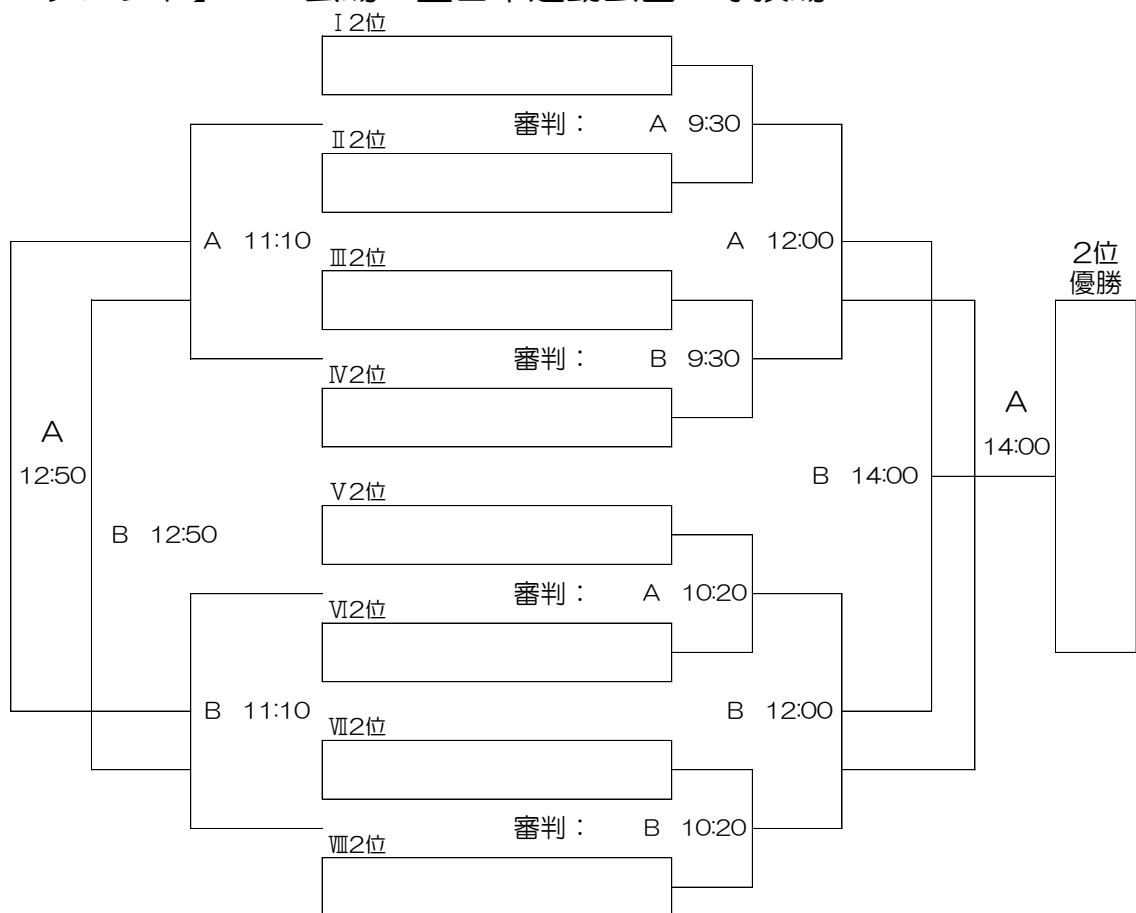 Ⅰ2位
審判： A 9:30
Ⅱ2位
A 11:10
A 12:00
Ⅲ2位
2位
優勝
審判： B 9:30
Ⅳ2位
A
12:50
A
14:00
B 14:00
Ⅴ2位
B 12:50
審判： A 10:20
Ⅵ2位
B 11:10
B 12:00
Ⅶ2位
審判： B 10:20
Ⅷ2位